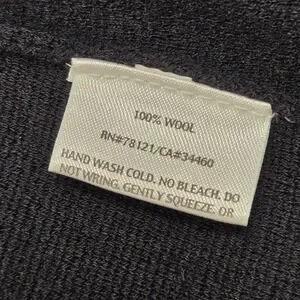 100% WOOL
RN#78121/CA#34460
HAND WASH COLD. NO BLEACH. DO
NOT WRING. GENTLY SQUEEZE. OR